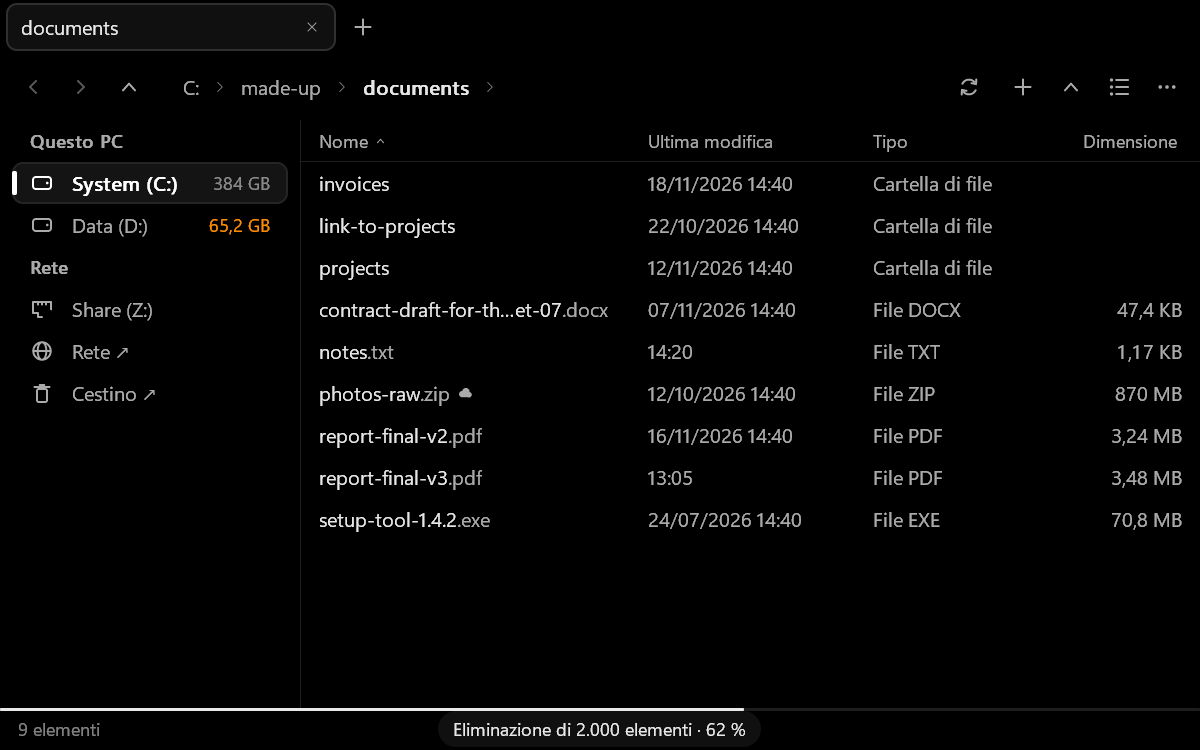 documents
C: made-up documents
Questo PC
System (C:) 384 GB
Data (D:) 65,2 GB
Rete
Share (Z:)
Rete ↗
Cestino ↗
Nome Ultima modifica Tipo Dimensione
invoices 18/11/2026 14:40 Cartella di file
link-to-projects 22/10/2026 14:40 Cartella di file
projects 12/11/2026 14:40 Cartella di file
contract-draft-for-th...et-07.docx 07/11/2026 14:40 File DOCX 47,4 KB
notes.txt 14:20 File TXT 1,17 KB
photos-raw.zip 12/10/2026 14:40 File ZIP 870 MB
report-final-v2.pdf 16/11/2026 14:40 File PDF 3,24 MB
report-final-v3.pdf 13:05 File PDF 3,48 MB
setup-tool-1.4.2.exe 24/07/2026 14:40 File EXE 70,8 MB
9 elementi
Eliminazione di 2.000 elementi · 62 %